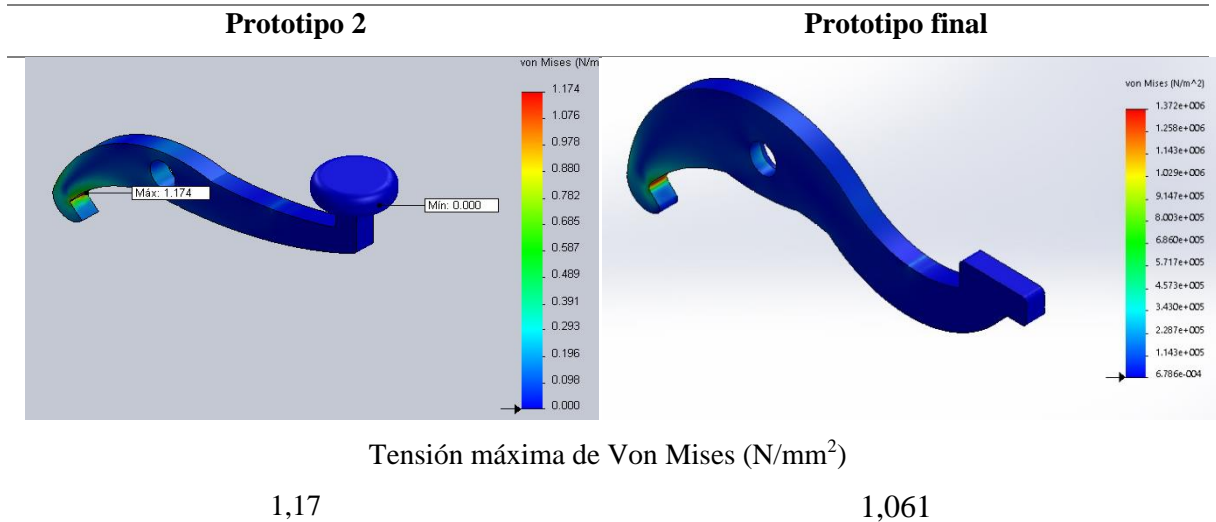 Prototipo 2
Prototipo final
von Mises (N/m
1.174
1.076
0.978
0.880
0.782
0.685
0.587
0.489
0.391
0.293
0.196
0.098
0.000
Máx: 1.174
Mín: 0.000
von Mises (N/m^2)
1.372e+006
1.258e+006
1.143e+006
1.029e+006
9.147e+005
8.003e+005
6.860e+005
5.717e+005
4.573e+005
3.430e+005
2.287e+005
1.143e+005
6.786e-004
Tensión máxima de Von Mises (N/mm²)
1,17
1,061